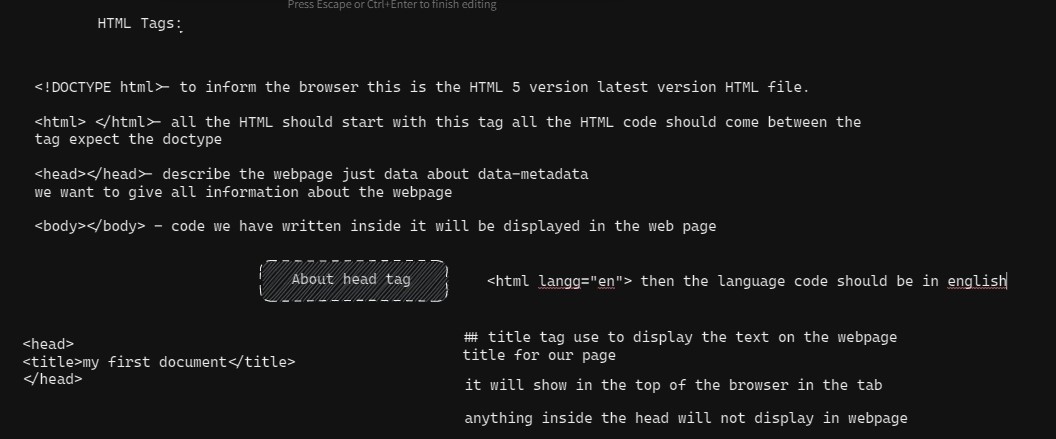 Press Escape or Ctrl+Enter to finish editing
HTML Tags:
<!DOCTYPE html>- to inform the browser this is the HTML 5 version latest version HTML file.
<html> </html>- all the HTML should start with this tag all the HTML code should come between the
tag expect the doctype
<head></head>- describe the webpage just data about data-metadata
we want to give all information about the webpage
<body></body> - code we have written inside it will be displayed in the web page
About head tag
<html langg="en"> then the language code should be in english
<head>
<title>my first document</title>
</head>
## title tag use to display the text on the webpage
title for our page
it will show in the top of the browser in the tab
anything inside the head will not display in webpage